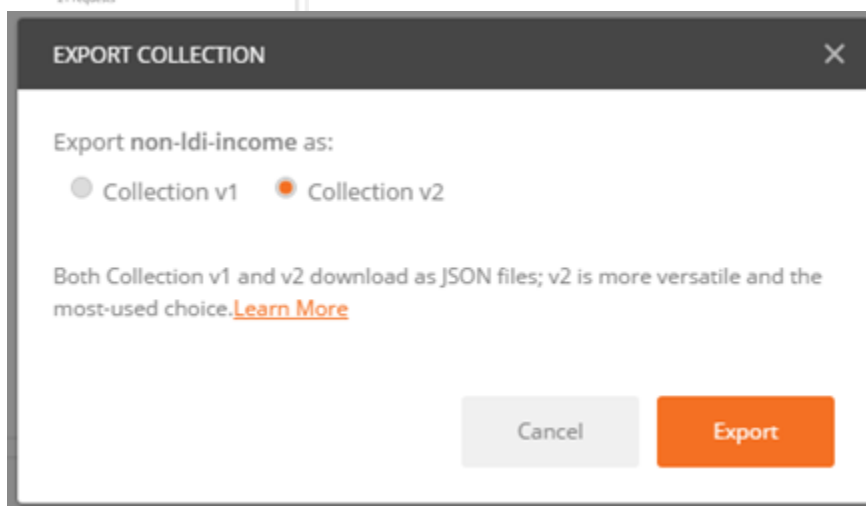 EXPORT COLLECTION
Export non-ldi-income as:
Collection v1 Collection v2
Both Collection v1 and v2 download as JSON files; v2 is more versatile and the
most-used choice.Learn More
Cancel Export